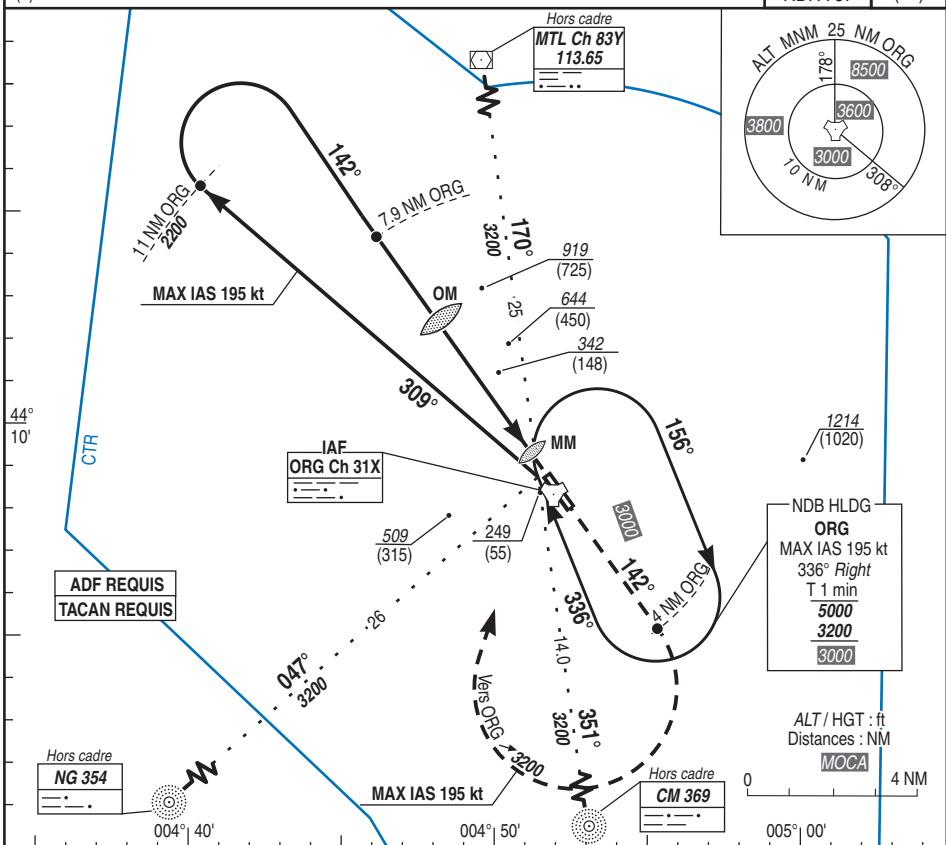 Hors cadre
MTL Ch 83Y
113.65
ALT MNM 25 NM ORG
178°
8500
3600
3800
3000
10 NM
308°
142°
11 NM ORG
2200
7.9 NM ORG
170°
3200
25
919
(725)
MAX IAS 195 kt
OM
644
(450)
342
(148)
309°
44°
10'
CTR
IAF
ORG Ch 31X
MM
156°
1214
(1020)
509
(315)
249
(55)
3000
142°
4 NM ORG
336°
NDB HLDG
ORG
MAX IAS 195 kt
336° Right
T 1 min
5000
3200
3000
ADF REQUIS
TACAN REQUIS
26
047°
3200
14.0
351°
3200
Vers ORG → 3200
ALT / HGT : ft
Distances : NM
MOCA
0 4 NM
Hors cadre
NG 354
MAX IAS 195 kt
Hors cadre
CM 369
004° 40'
004° 50'
005° 00'